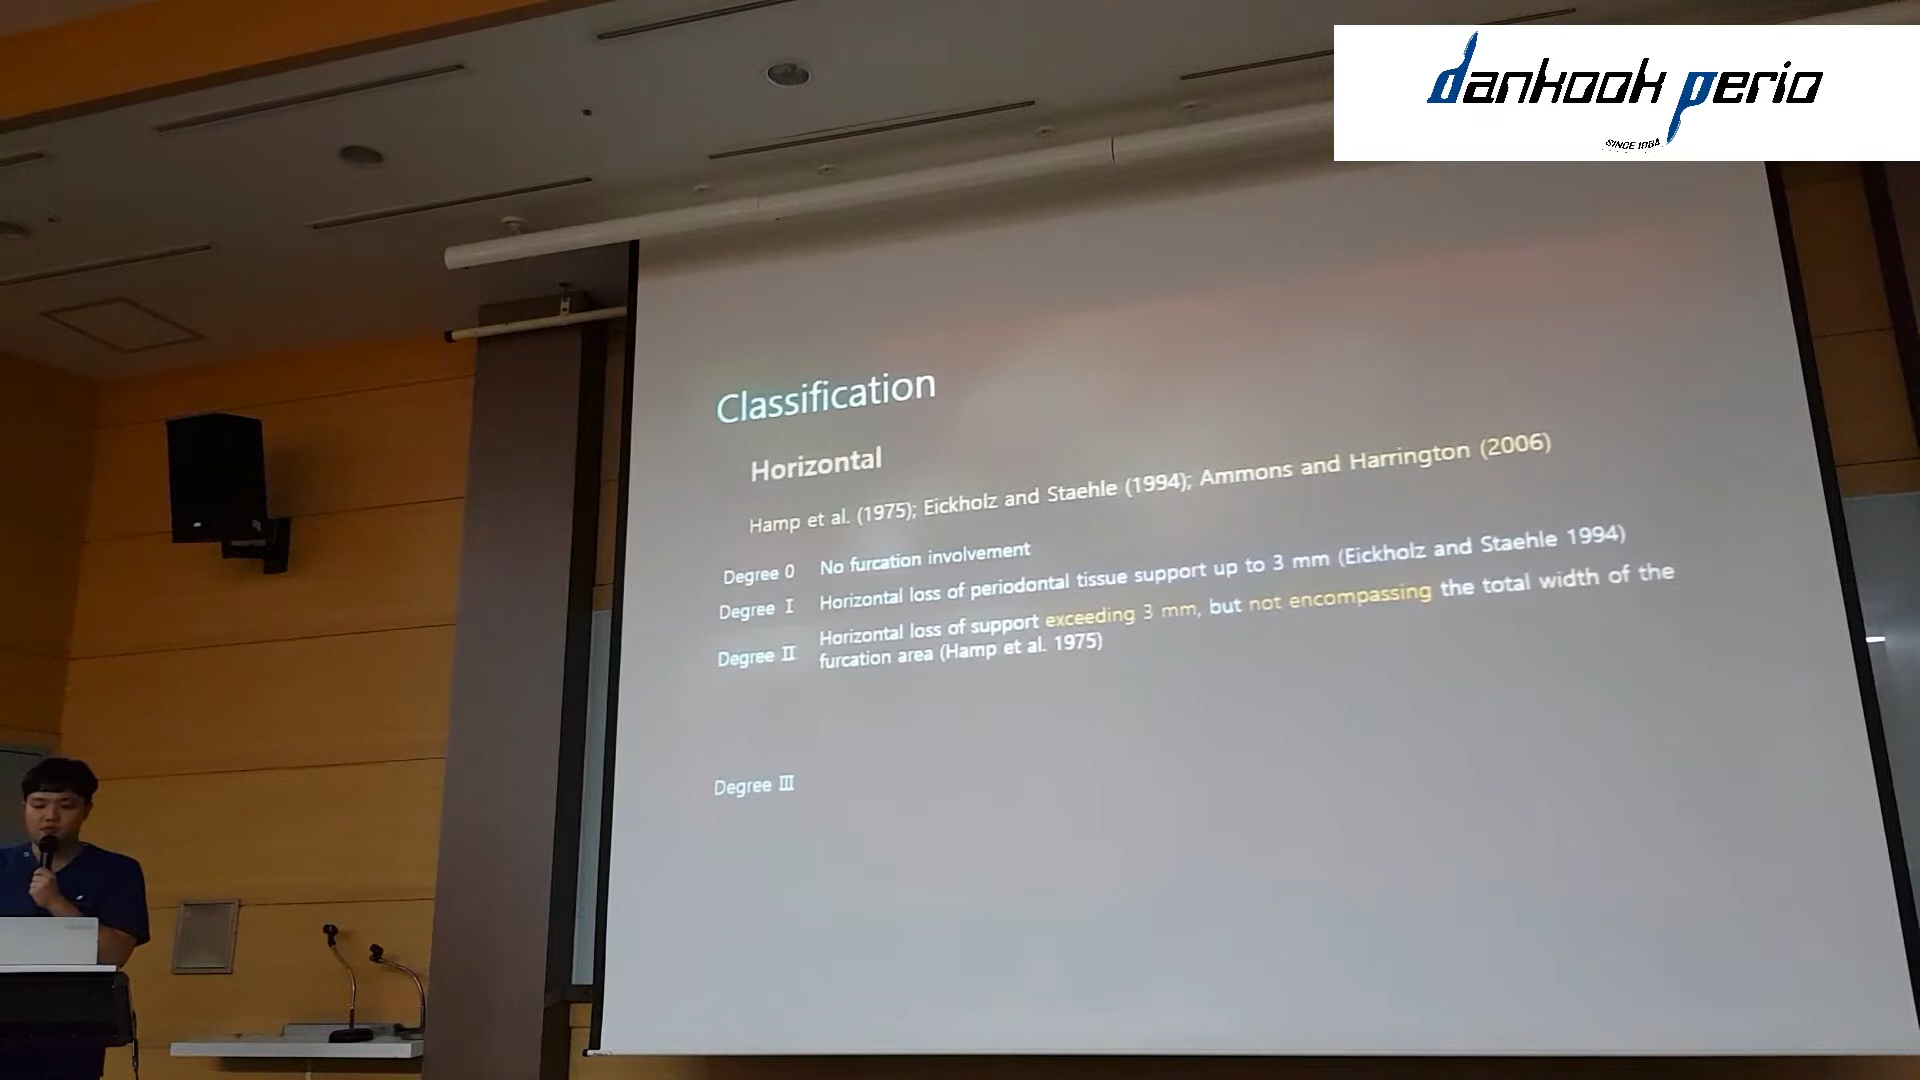 dankook perio
SINCE 1984
Classification
Horizontal
Hamp et al. (1975); Eickholz and Staehle (1994); Ammons and Harrington (2006)
Degree 0 No furcation involvement
Degree Ⅰ Horizontal loss of periodontal tissue support up to 3 mm (Eickholz and Staehle 1994)
Degree Ⅱ Horizontal loss of support exceeding 3 mm, but not encompassing the total width of the
furcation area (Hamp et al. 1975)
Degree Ⅲ